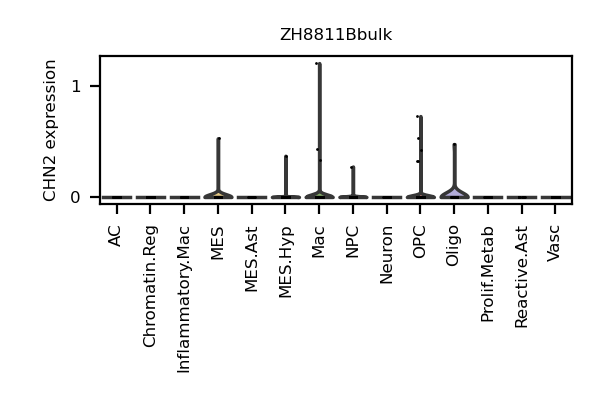 ZH8811Bbulk
CHN2 expression
1
0
AC
Chromatin.Reg
Inflammatory.Mac
MES
MES.Ast
MES.Hyp
Mac
NPC
Neuron
OPC
Oligo
Prolif.Metab
Reactive.Ast
Vasc